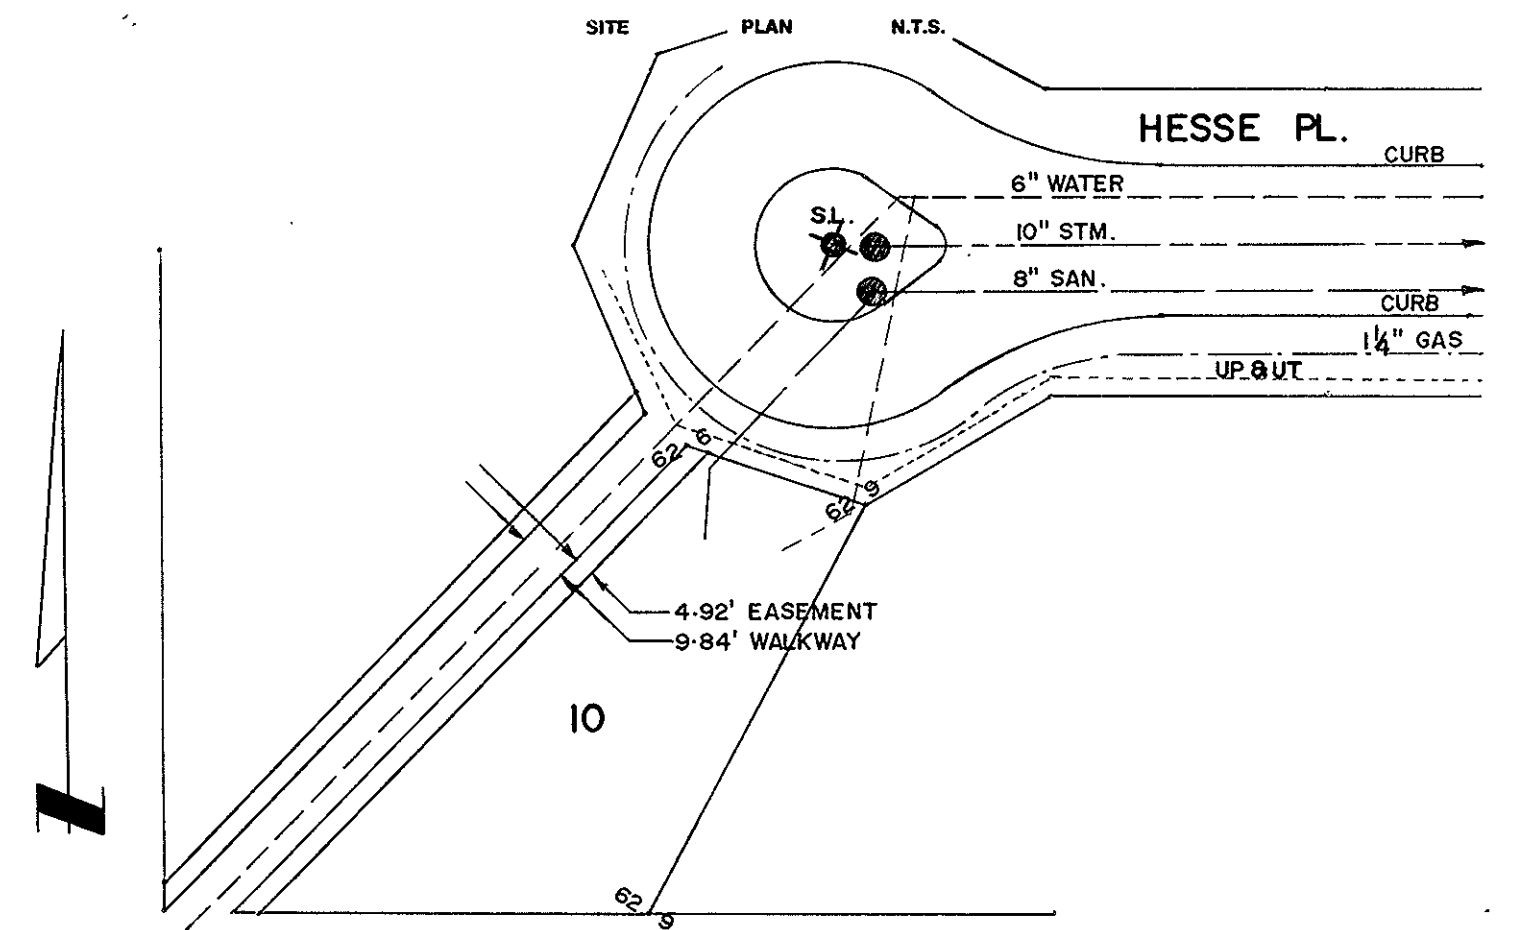 SITE PLAN N.T.S.
HESSE PL.
CURB
6" WATER
S.L.
10" STM.
8" SAN.
CURB
1¼" GAS
UP & UT
62 6
62 9
4.92' EASEMENT
9.84' WALKWAY
10
62 9